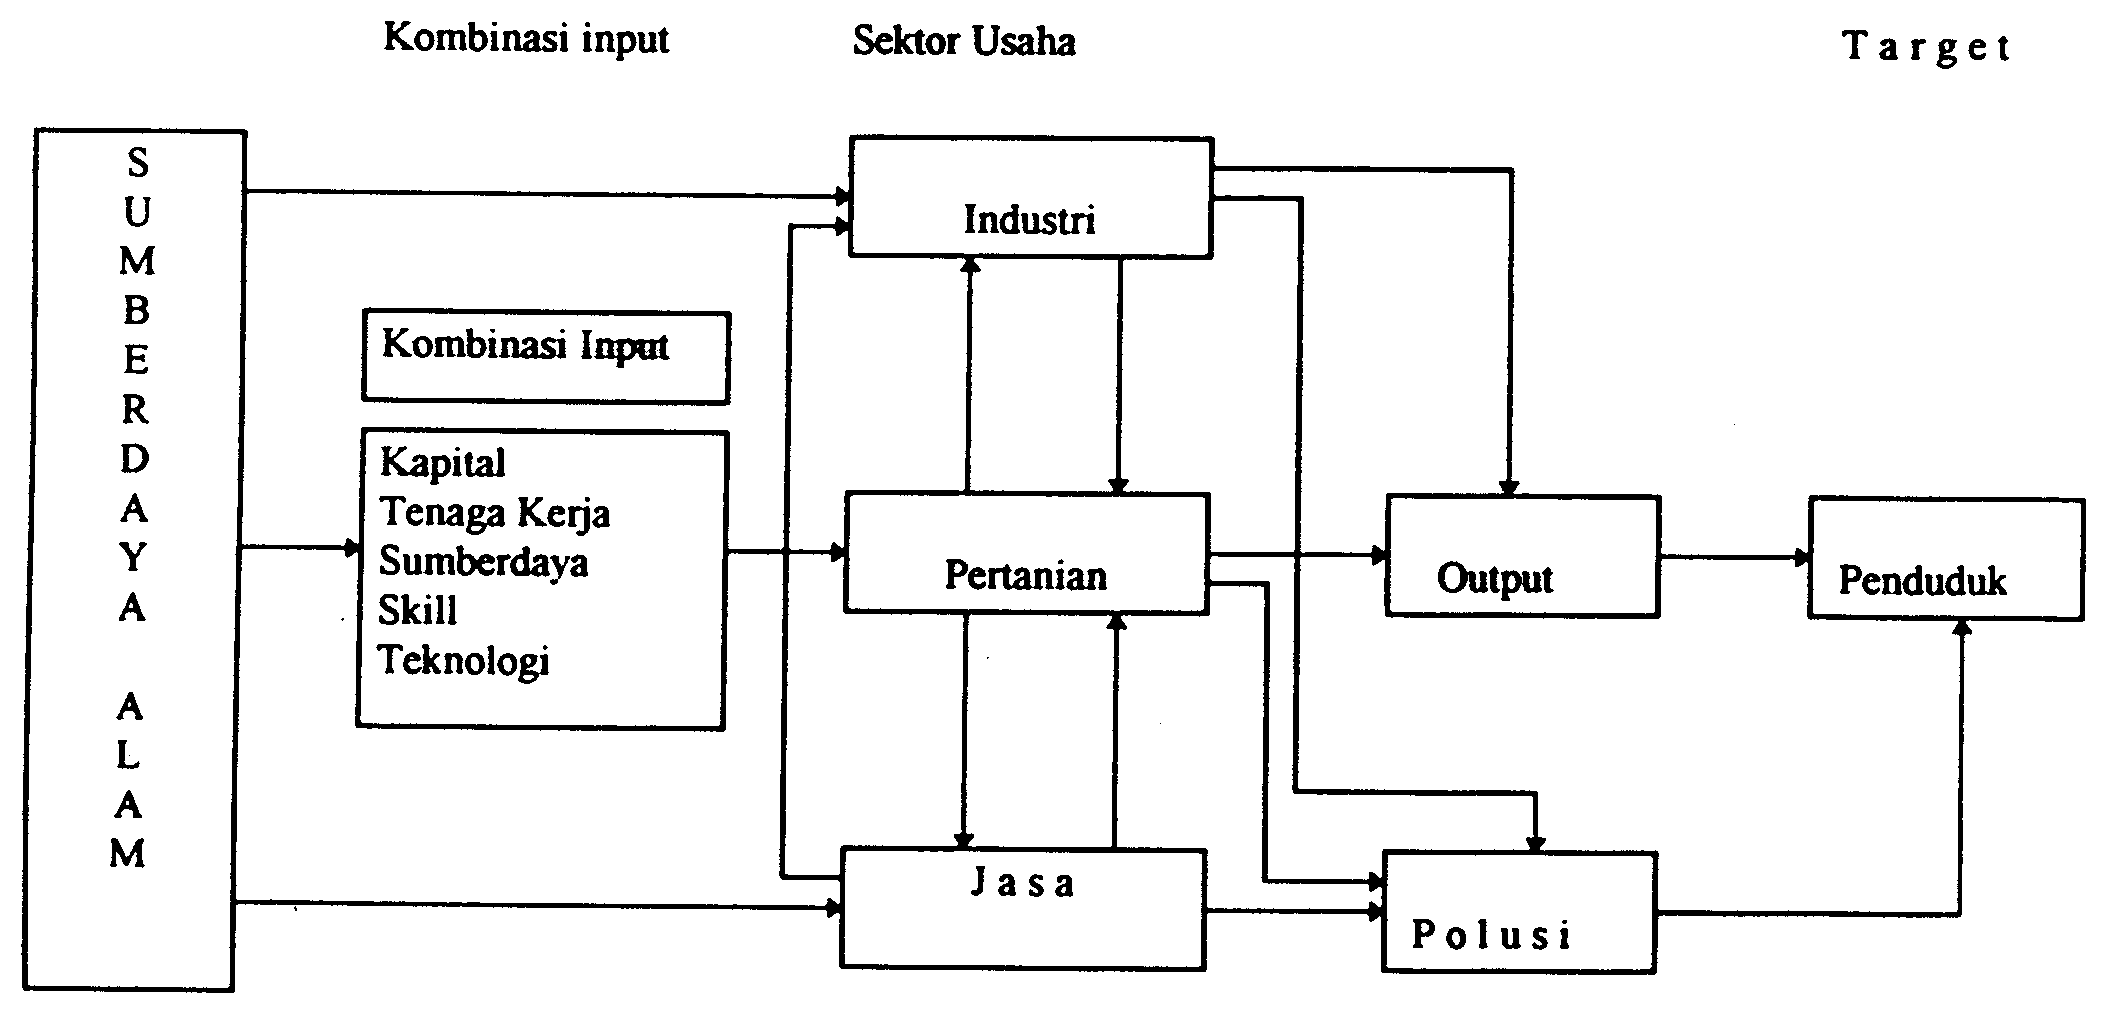 Kombinasi input
Sektor Usaha
T a r g e t
S
U
M
B
E
R
D
A
Y
A
A
L
A
M
Kombinasi Input
Kapital
Tenaga Kerja
Sumberdaya
Skill
Teknologi
Industri
Pertanian
J a s a
Output
P o l u s i
Penduduk